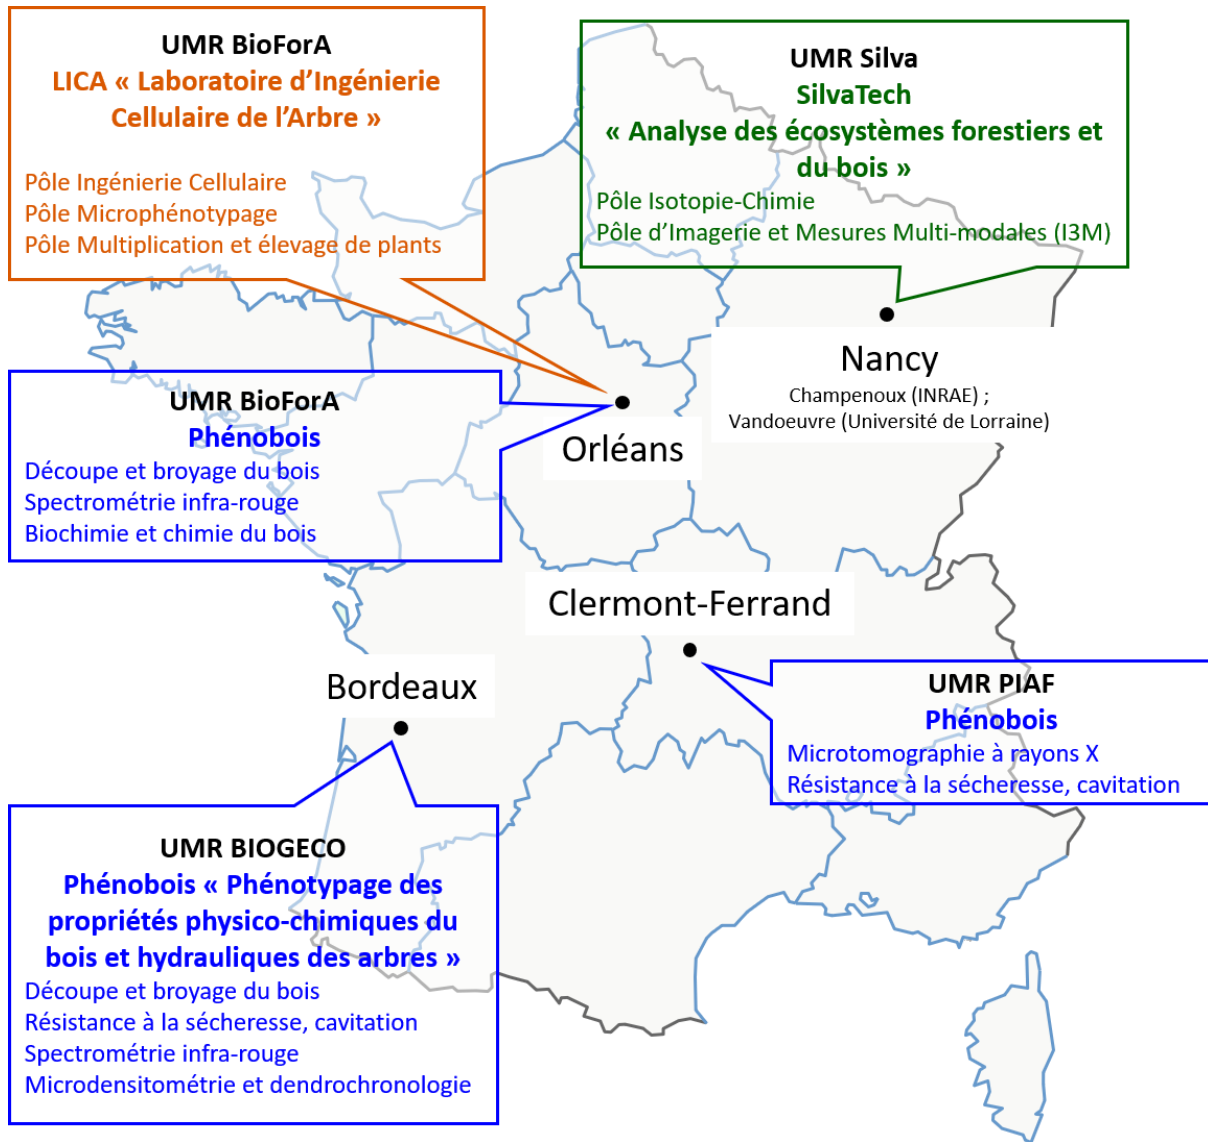 UMR BioForA
LICA « Laboratoire d’Ingénierie
Cellulaire de l’Arbre »
Pôle Ingénierie Cellulaire
Pôle Microphénotypage
Pôle Multiplication et élevage de plants
UMR Silva
SilvaTech
« Analyse des écosystèmes forestiers et
du bois »
Pôle Isotopie-Chimie
Pôle d’Imagerie et Mesures Multi-modales (I3M)
Nancy
Champenoux (INRAE) ;
Vandoeuvre (Université de Lorraine)
UMR BioForA
Phénobois
Découpe et broyage du bois
Spectrométrie infra-rouge
Biochimie et chimie du bois
Orléans
Clermont-Ferrand
UMR PIAF
Phénobois
Microtomographie à rayons X
Résistance à la sécheresse, cavitation
Bordeaux
UMR BIOGECO
Phénobois « Phénotypage des
propriétés physico-chimiques du
bois et hydrauliques des arbres »
Découpe et broyage du bois
Résistance à la sécheresse, cavitation
Spectrométrie infra-rouge
Microdensitométrie et dendrochronologie